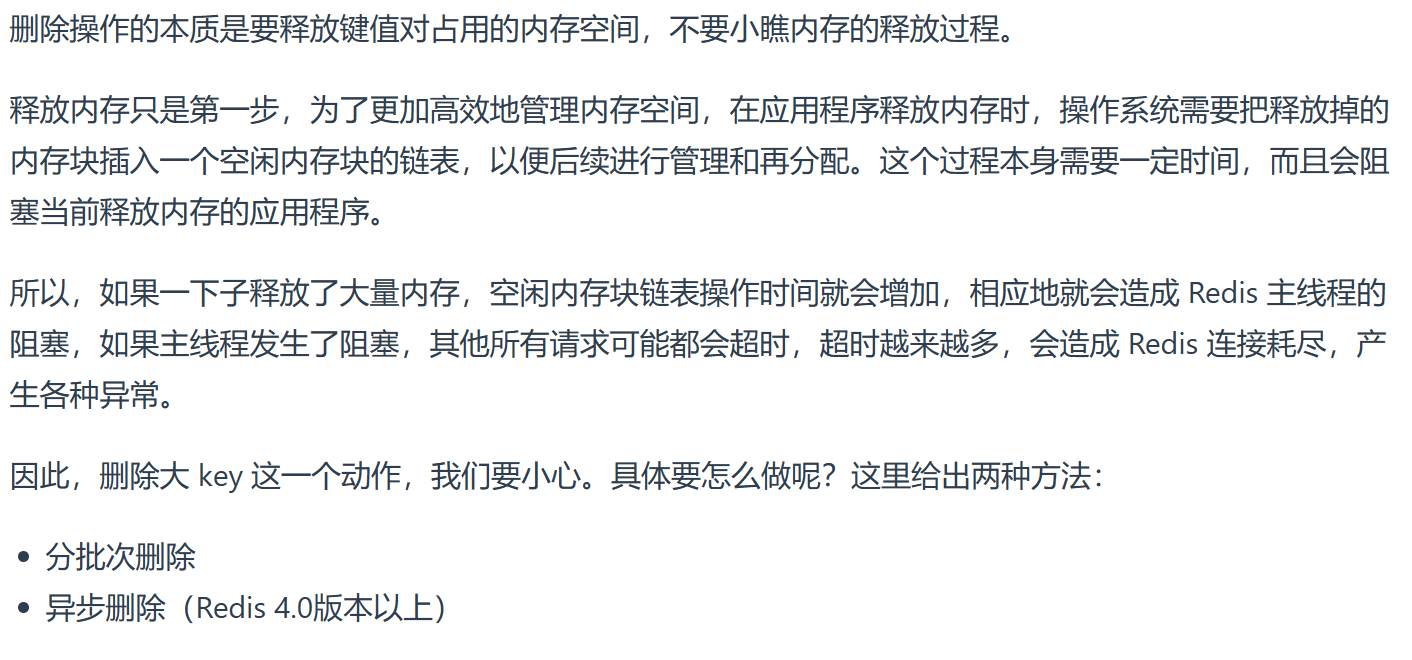 删除操作的本质是要释放键值对占用的内存空间，不要小瞧内存的释放过程。
释放内存只是第一步，为了更加高效地管理内存空间，在应用程序释放内存时，操作系统需要把释放掉的
内存块插入一个空闲内存块的链表，以便后续进行管理和再分配。这个过程本身需要一定时间，而且会阻
塞当前释放内存的应用程序。
所以，如果一下子释放了大量内存，空闲内存块链表操作时间就会增加，相应地就会造成 Redis 主线程的
阻塞，如果主线程发生了阻塞，其他所有请求可能都会超时，超时越来越多，会造成 Redis 连接耗尽，产
生各种异常。
因此，删除大 key 这一个动作，我们要小心。具体要怎么做呢？这里给出两种方法：
• 分批次删除
• 异步删除（Redis 4.0版本以上）